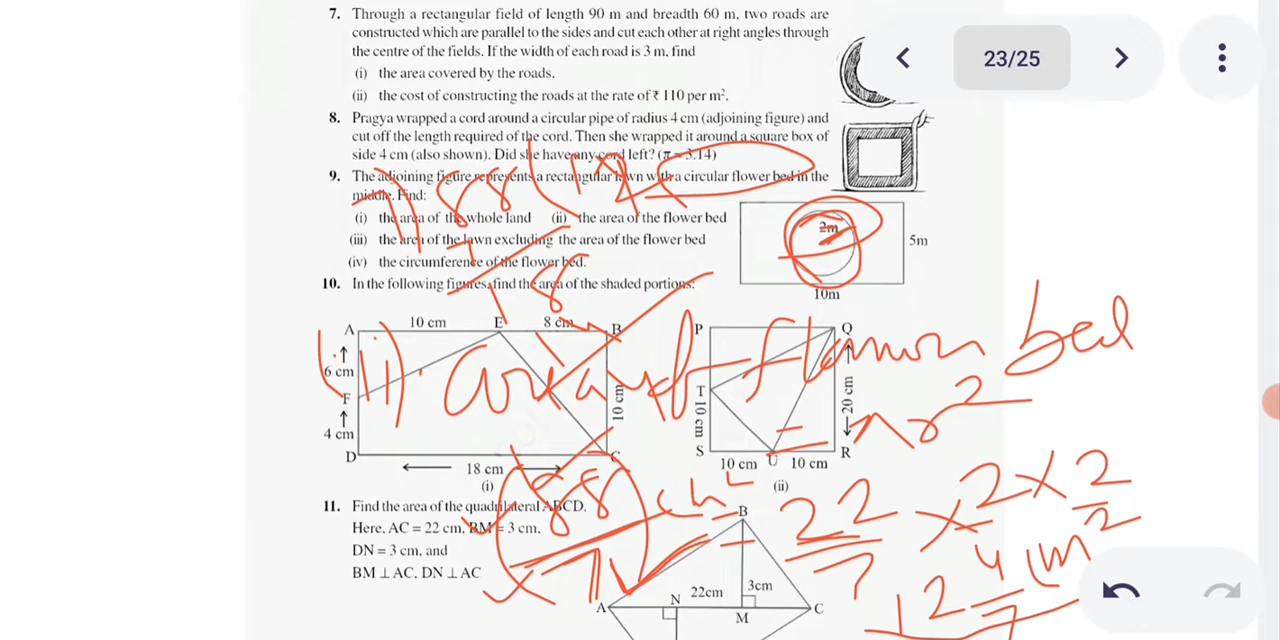 7. Through a rectangular field of length 90 m and breadth 60 m, two roads are
constructed which are parallel to the sides and cut each other at right angles through
the centre of the fields. If the width of each road is 3 m, find
(i) the area covered by the roads.
(ii) the cost of constructing the roads at the rate of ₹ 110 per m².
23/25
8. Pragya wrapped a cord around a circular pipe of radius 4 cm (adjoining figure) and
cut off the length required of the cord. Then she wrapped it around a square box of
side 4 cm (also shown). Did she have any cord left? (π = 3.14)
9. The adjoining figure represents a rectangular lawn with a circular flower bed in the
middle. Find:
(i) the area of the whole land (ii) the area of the flower bed
(iii) the area of the lawn excluding the area of the flower bed
(iv) the circumference of the flower bed.
2m
5m
10m
10. In the following figures, find the area of the shaded portions:
A 10 cm E 8 cm B
6 cm
F
4 cm
D
10 cm
C
18 cm
(i)
P Q
T
10 cm
20 cm
S R
10 cm U 10 cm
(ii)
7) 88 (12
7
18
(ii). area of flower bed
= πr²
22/7 × 2 × 2
88/7 cm²
12 4/7 cm²
11. Find the area of the quadrilateral ABCD.
Here, AC = 22 cm, BM = 3 cm,
DN = 3 cm, and
BM ⊥ AC, DN ⊥ AC
B
22cm 3cm
A N M C